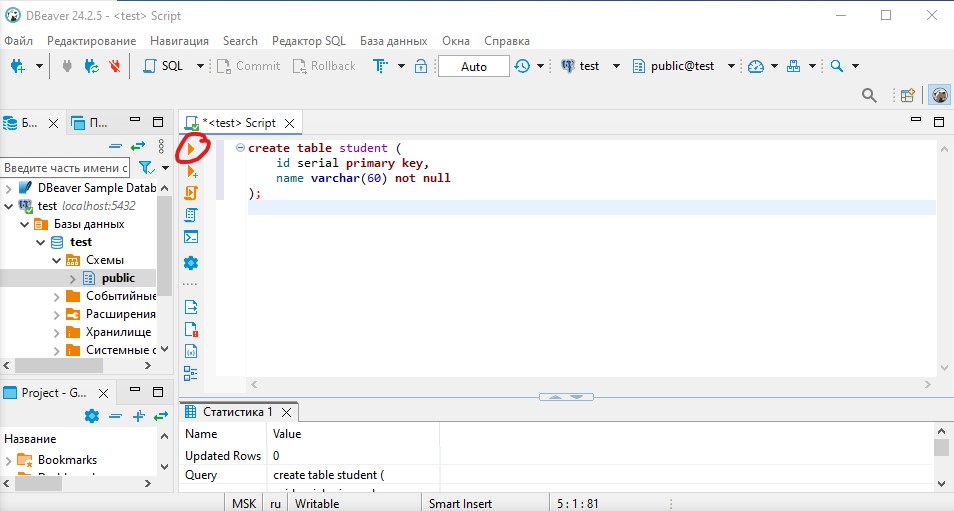 DBeaver 24.2.5 - <test> Script
Файл Редактирование Навигация Search Редактор SQL База данных Окна Справка
SQL Commit Rollback Auto test public@test
Б... П...
*<test> Script
Введите часть имени с
DBeaver Sample Datab
test localhost:5432
Базы данных
test
Схемы
public
Событийные
Расширения
Хранилище
Системные с
create table student (
id serial primary key,
name varchar(60) not null
);
Project - G...
Название
Bookmarks
Статистика 1
Name Value
Updated Rows 0
Query create table student (
MSK ru Writable Smart Insert 5 : 1 : 81